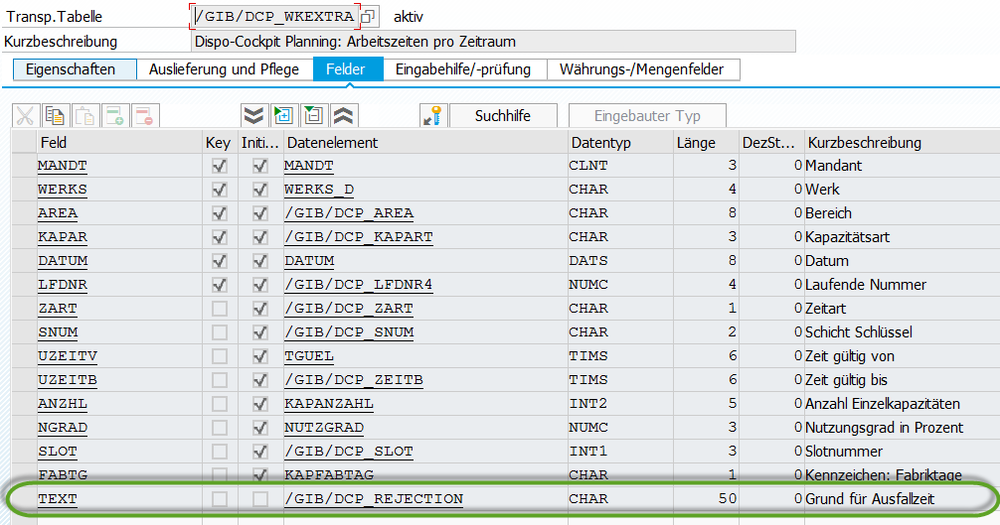 Transp.Tabelle /GIB/DCP_WKEXTRA aktiv
Kurzbeschreibung Dispo-Cockpit Planning: Arbeitszeiten pro Zeitraum
Eigenschaften Auslieferung und Pflege Felder Eingabehilfe/-prüfung Währungs-/Mengenfelder
Suchhilfe Eingebauter Typ
Feld Key Initi... Datenelement Datentyp Länge DezSt... Kurzbeschreibung
MANDT MANDT CLNT 3 0 Mandant
WERKS WERKS_D CHAR 4 0 Werk
AREA /GIB/DCP_AREA CHAR 8 0 Bereich
KAPAR /GIB/DCP_KAPART CHAR 3 0 Kapazitätsart
DATUM DATUM DATS 8 0 Datum
LFDNR /GIB/DCP_LFDNR4 NUMC 4 0 Laufende Nummer
ZART /GIB/DCP_ZART CHAR 1 0 Zeitart
SNUM /GIB/DCP_SNUM CHAR 2 0 Schicht Schlüssel
UZEITV TGUEL TIMS 6 0 Zeit gültig von
UZEITB /GIB/DCP_ZEITB TIMS 6 0 Zeit gültig bis
ANZHL KAPANZAHL INT2 5 0 Anzahl Einzelkapazitäten
NGRAD NUTZGRAD NUMC 3 0 Nutzungsgrad in Prozent
SLOT /GIB/DCP_SLOT INT1 3 0 Slotnummer
FABTG KAPFABTAG CHAR 1 0 Kennzeichen: Fabriktage
TEXT /GIB/DCP_REJECTION CHAR 50 0 Grund für Ausfallzeit